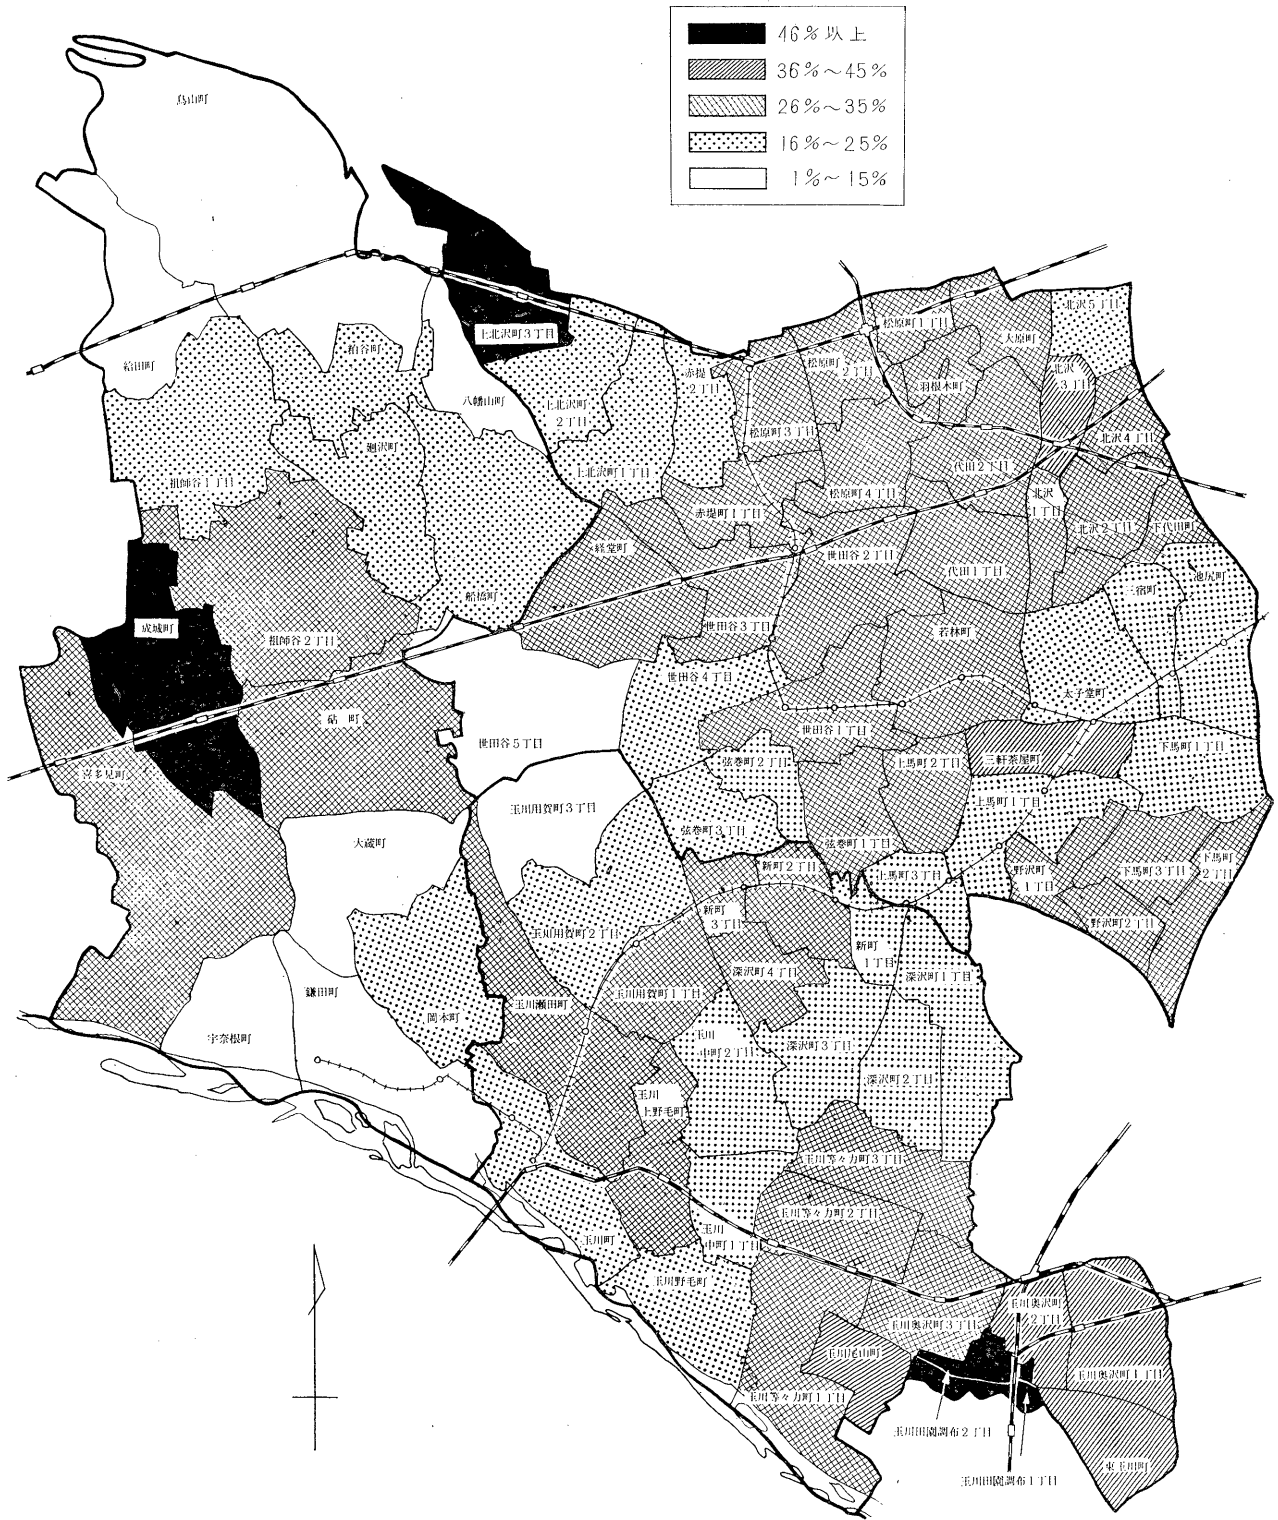 46%以上
36%～45%
26%～35%
16%～25%
1%～15%
烏山町
給田町
粕谷町
八幡山町
上北沢町3丁目
上北沢町
2丁目
上北沢町1丁目
赤堤
2丁目
赤堤町1丁目
松原町1丁目
松原町
2丁目
松原町3丁目
松原町4丁目
羽根木町
大原町
北沢5丁目
北沢
3丁目
北沢4丁目
北沢
1丁目
北沢2丁目
代田2丁目
代田1丁目
下代田町
池尻町
三宿町
太子堂町
若林町
廻沢町
祖師谷1丁目
祖師谷2丁目
船橋町
経堂町
世田谷2丁目
世田谷3丁目
世田谷4丁目
世田谷1丁目
世田谷5丁目
成城町
砧町
喜多見町
大蔵町
鎌田町
宇奈根町
岡本町
弦巻町2丁目
弦巻町3丁目
弦巻町1丁目
上馬町2丁目
三軒茶屋町
上馬町1丁目
上馬町3丁目
下馬町1丁目
下馬町3丁目
下馬町
2丁目
野沢町
1丁目
野沢町2丁目
玉川用賀町3丁目
玉川用賀町2丁目
玉川用賀町1丁目
新町2丁目
新町
3丁目
新町
1丁目
深沢町4丁目
深沢町1丁目
深沢町3丁目
深沢町2丁目
玉川瀬田町
玉川
中町2丁目
玉川
上野毛町
玉川
中町1丁目
玉川町
玉川野毛町
玉川等々力町3丁目
玉川等々力町2丁目
玉川等々力町1丁目
玉川尾山町
玉川奥沢町3丁目
玉川奥沢町
2丁目
玉川奥沢町1丁目
東玉川町
玉川田園調布2丁目
玉川田園調布1丁目